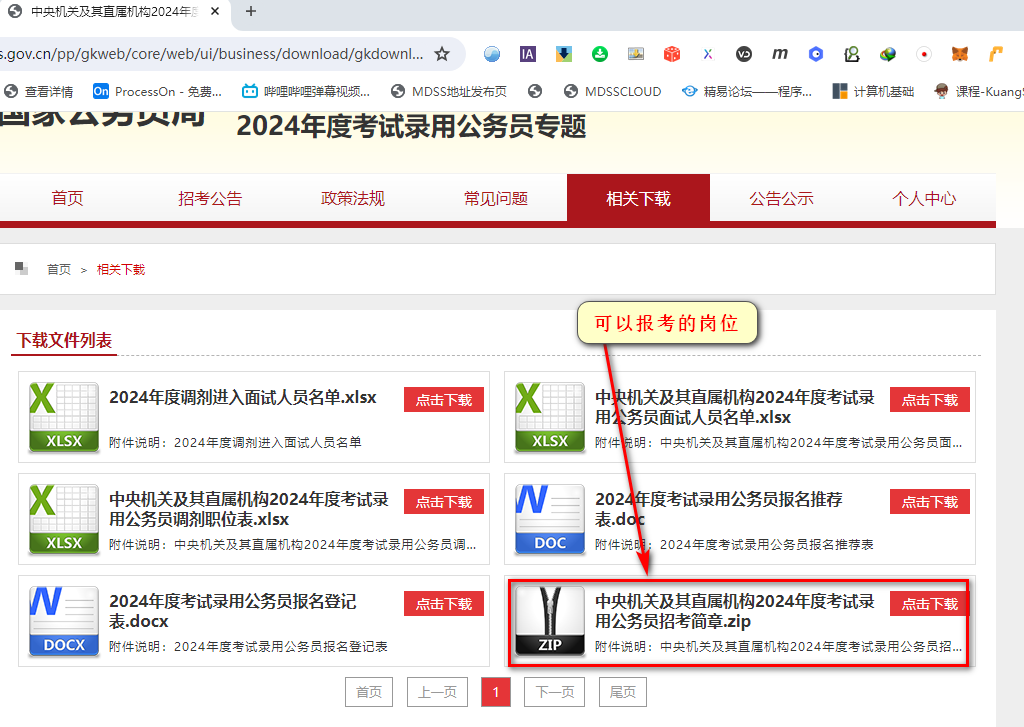 中央机关及其直属机构2024年
s.gov.cn/pp/gkweb/core/web/ui/business/download/gkdownl...
IA
X
VD
m
查看详情
On ProcessOn - 免费...
哔哩哔哩弹幕视频...
MDSS地址发布页
MDSSCLOUD
精易论坛——程序...
计算机基础
课程-KuangS
国家公务员局
2024年度考试录用公务员专题
首页
招考公告
政策法规
常见问题
相关下载
公告公示
个人中心
首页 > 相关下载
可以报考的岗位
下载文件列表
XLSX
2024年度调剂进入面试人员名单.xlsx
点击下载
附件说明：2024年度调剂进入面试人员名单
XLSX
中央机关及其直属机构2024年度考试录
用公务员面试人员名单.xlsx
点击下载
附件说明：中央机关及其直属机构2024年度考试录用公务员面...
XLSX
中央机关及其直属机构2024年度考试录
用公务员调剂职位表.xlsx
点击下载
附件说明：中央机关及其直属机构2024年度考试录用公务员调...
DOC
2024年度考试录用公务员报名推荐
表.doc
点击下载
附件说明：2024年度考试录用公务员报名推荐表
DOCX
2024年度考试录用公务员报名登记
表.docx
点击下载
附件说明：2024年度考试录用公务员报名登记表
ZIP
中央机关及其直属机构2024年度考试录
用公务员招考简章.zip
点击下载
附件说明：中央机关及其直属机构2024年度考试录用公务员招...
首页
上一页
1
下一页
尾页